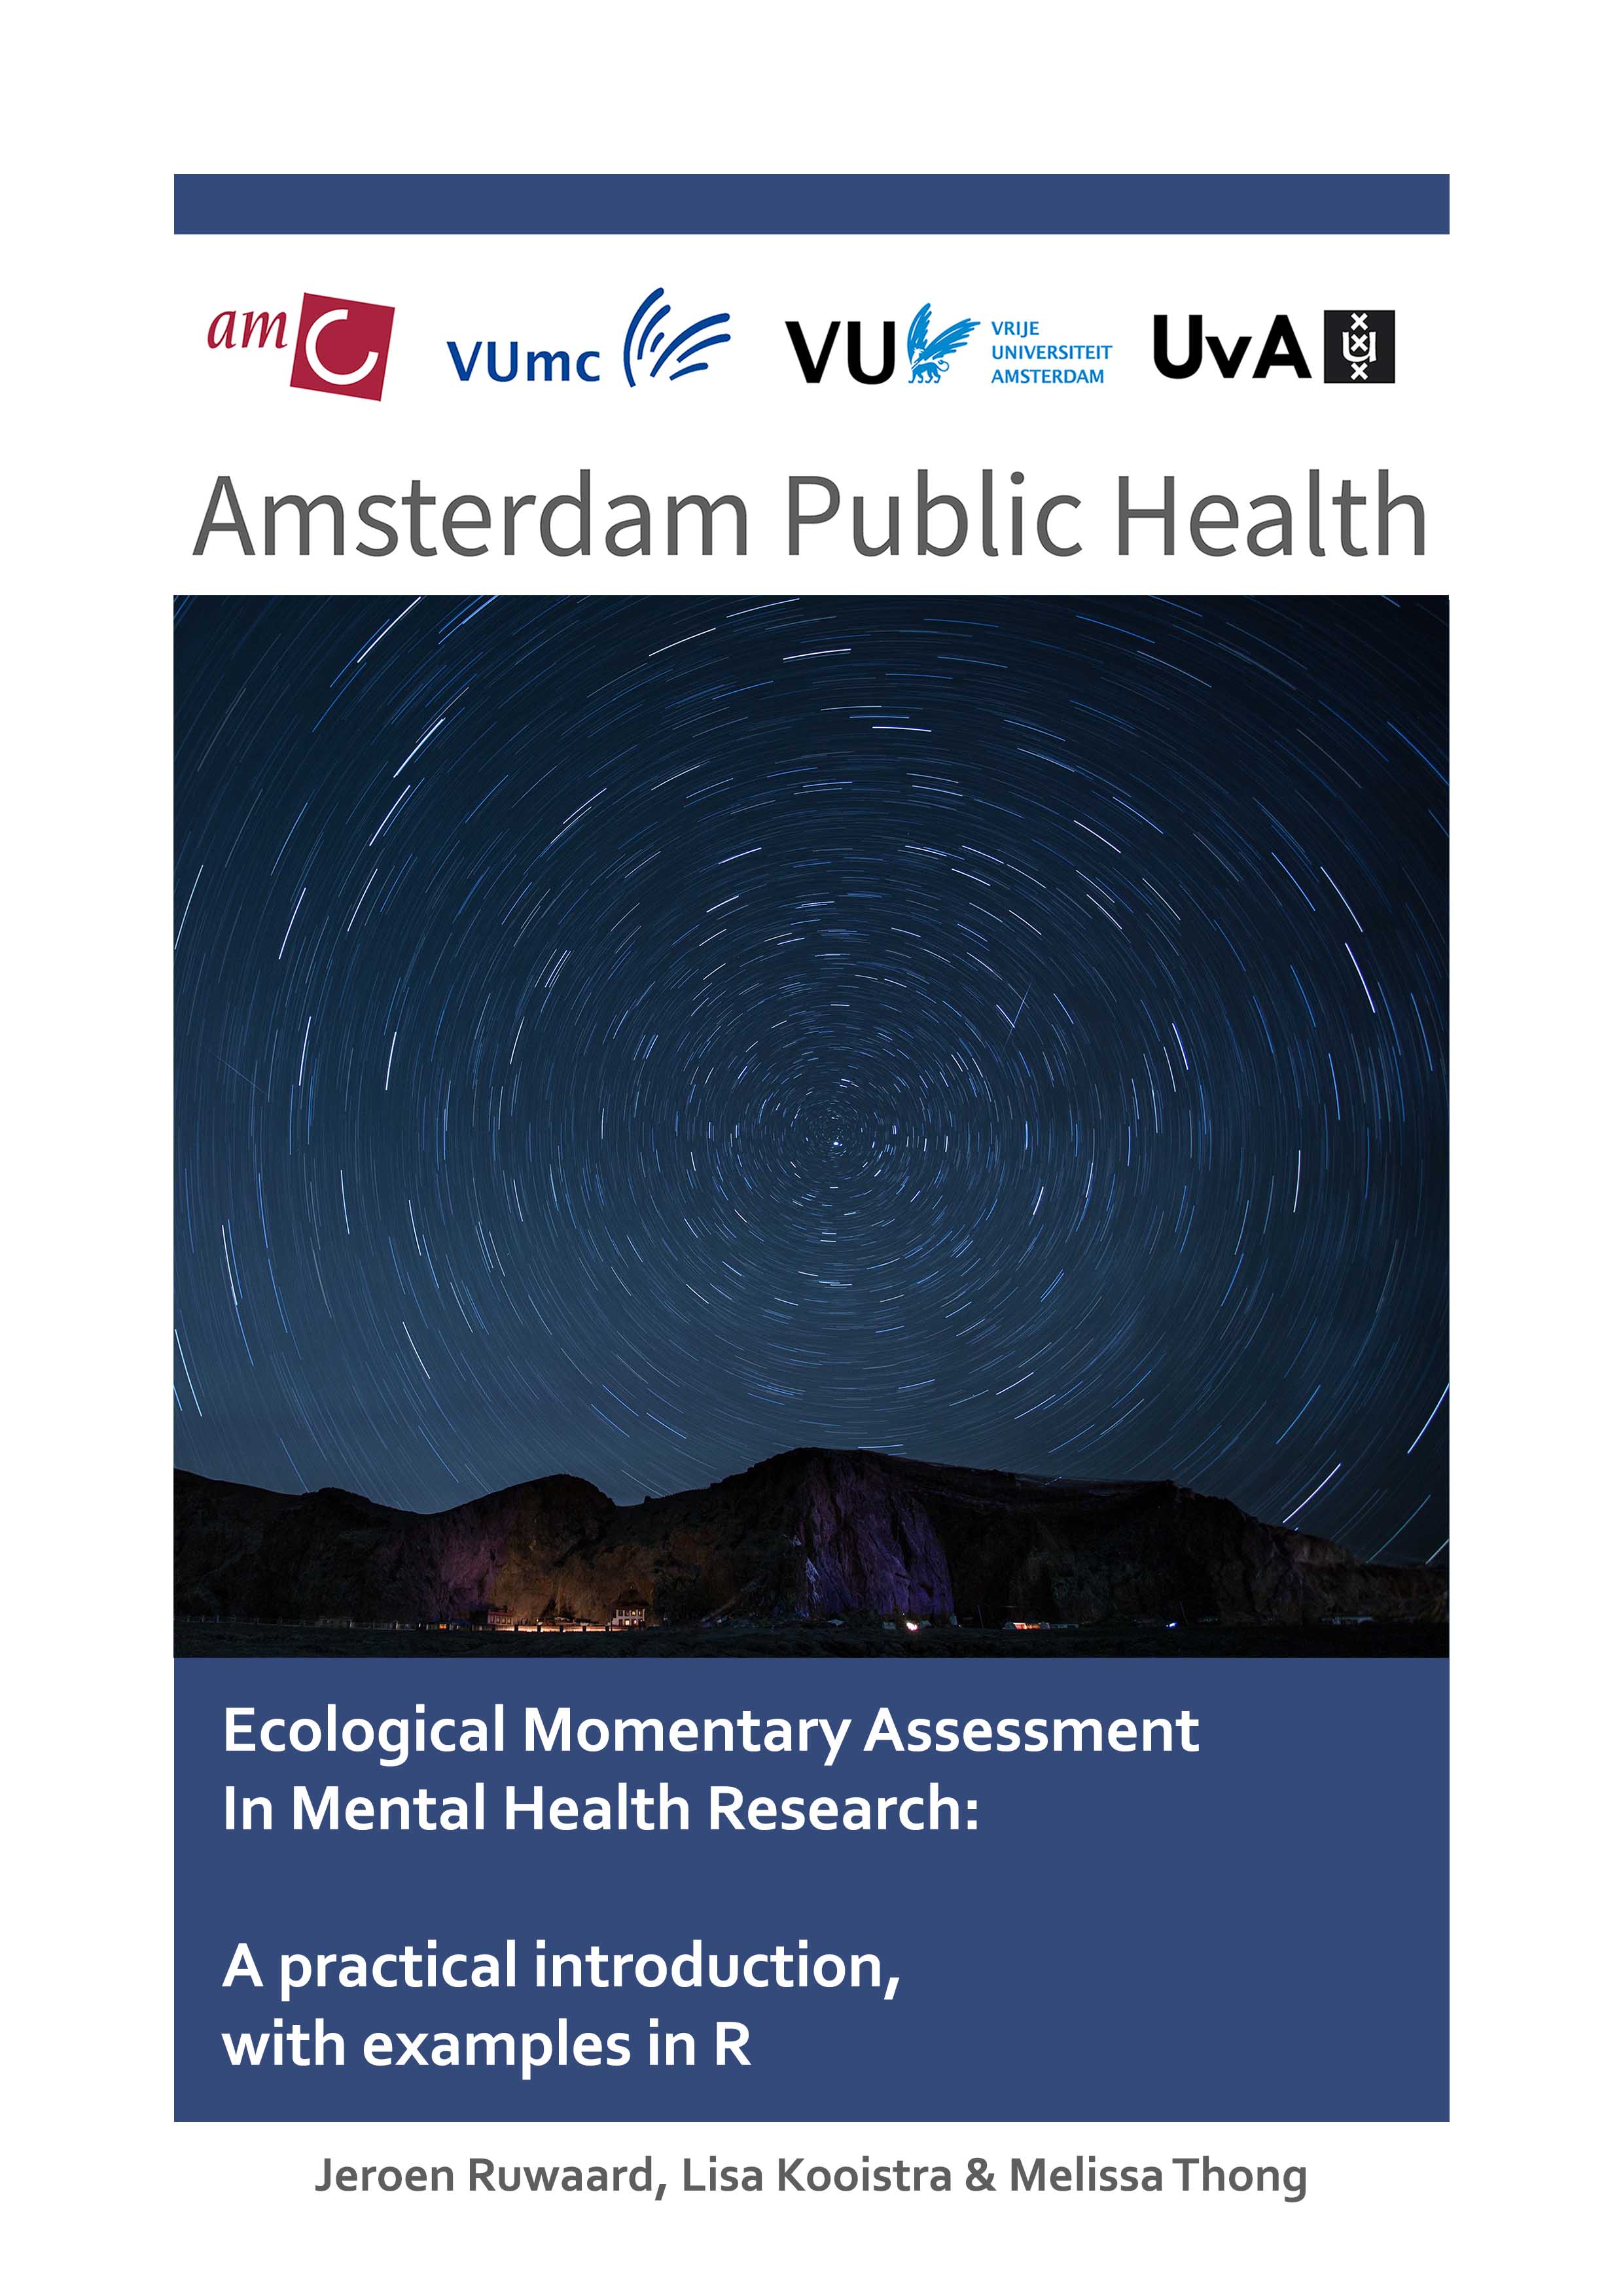 amc
VUmc
VU
VRIJE
UNIVERSITEIT
AMSTERDAM
UvA
Amsterdam Public Health
Ecological Momentary Assessment
In Mental Health Research:
A practical introduction,
with examples in R
Jeroen Ruwaard, Lisa Kooistra & Melissa Thong